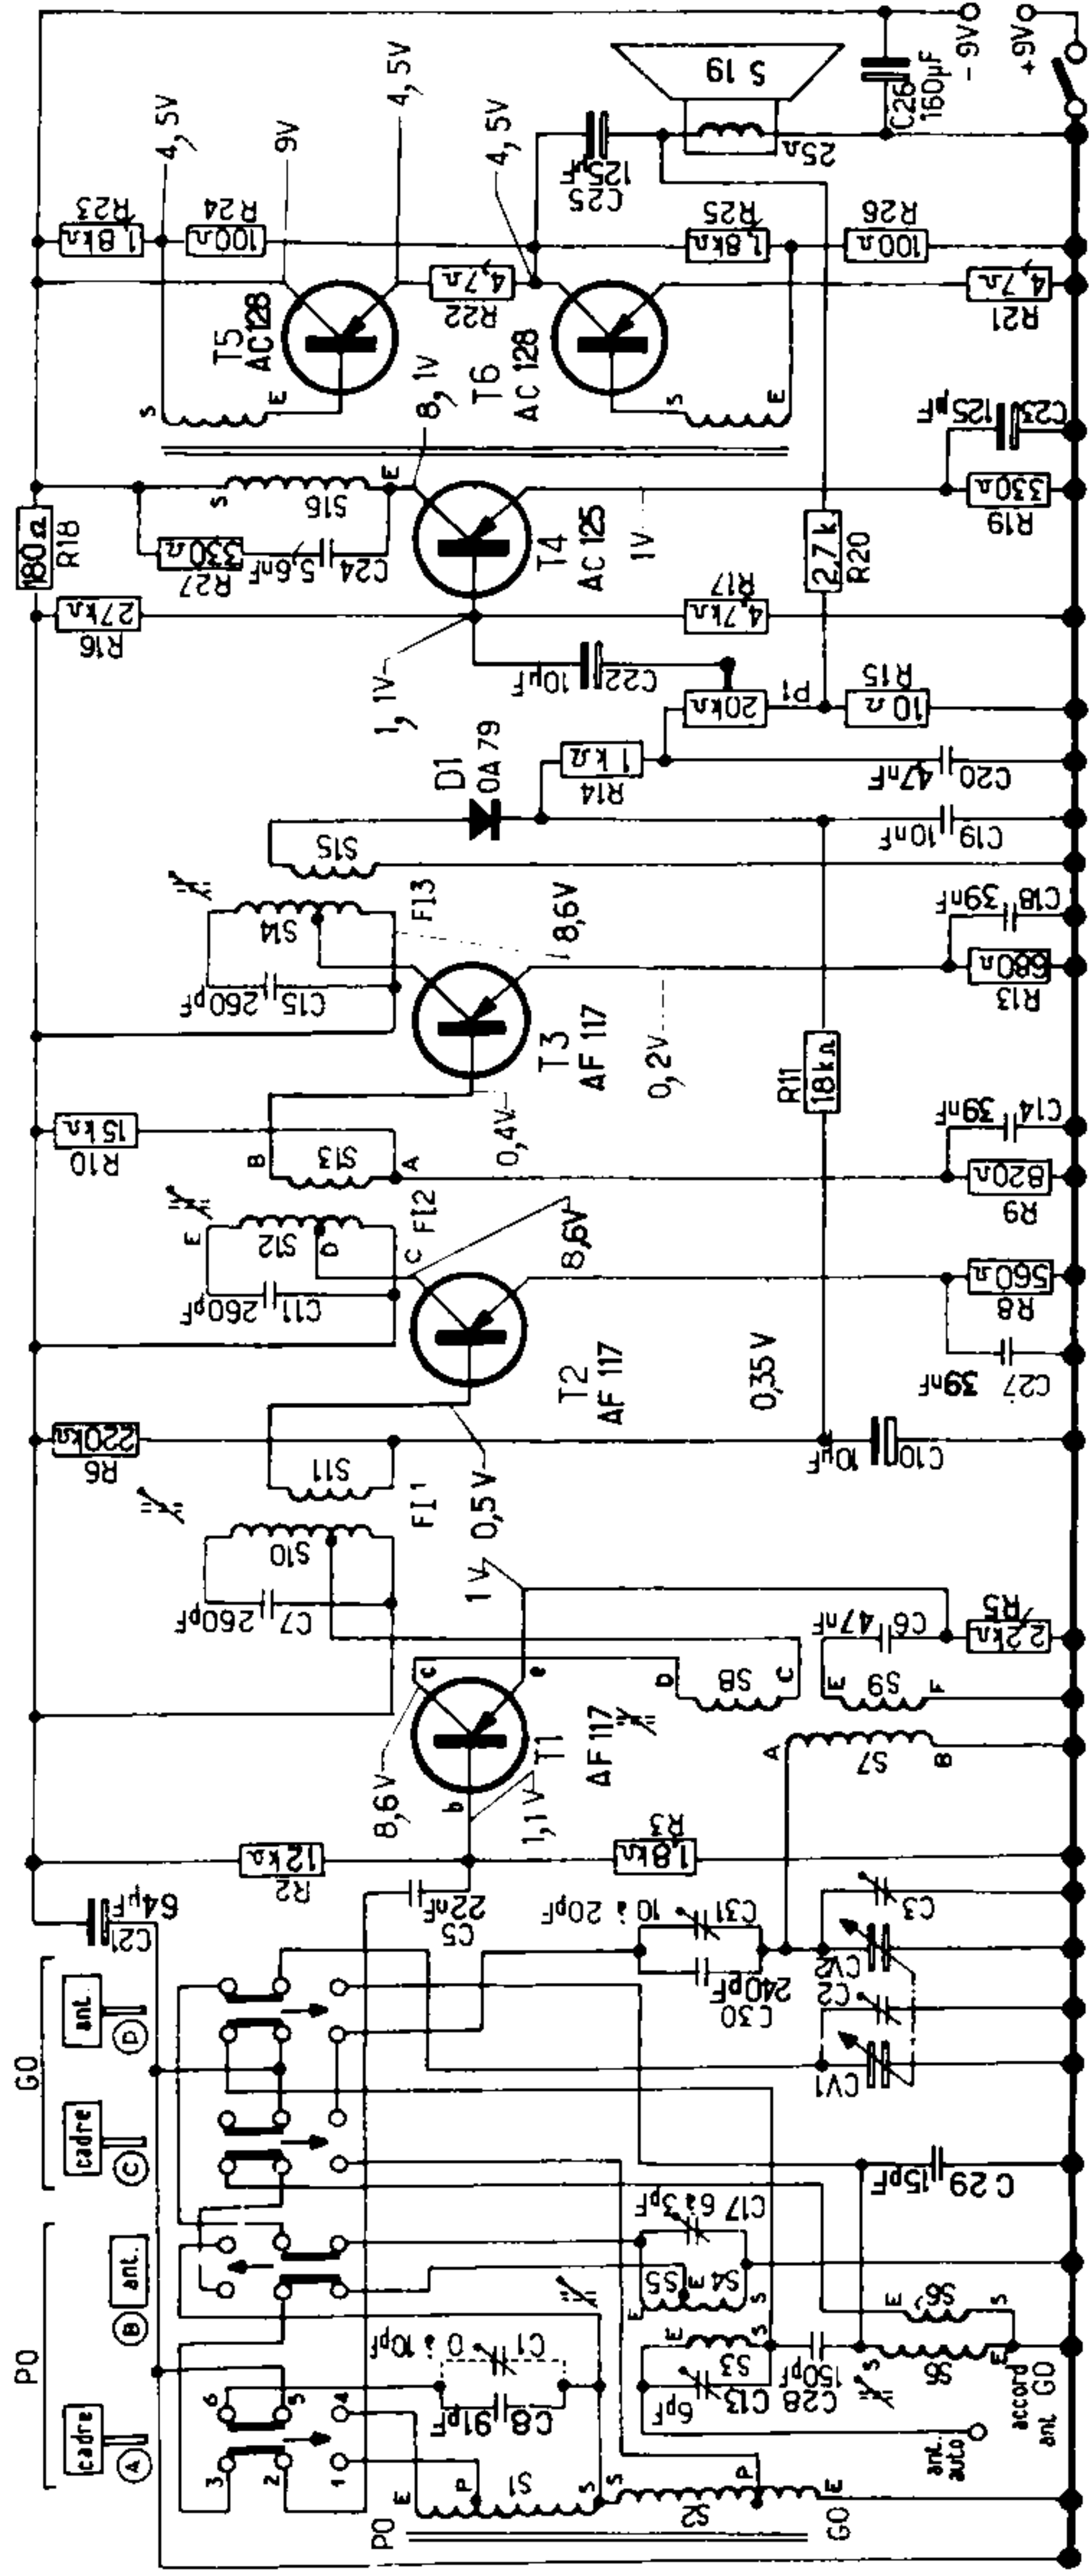 PO
GO
cadre
A
B
ant.
cadre
C
ant.
D
3
2
1
6
5
4
C21
64µF
R2
12kΩ
C5
22nF
8,6V
b
c
e
1,1V
T1
AF 117
R3
1,8kΩ
C7
260pF
S10
FI1
1V
0,5V
R6
220kΩ
S11
T2
AF 117
0,35V
C11
260pF
E
S12
D
C
FI2
8,6V
R10
15kΩ
B
S13
A
0,4V
T3
AF 117
0,2V
C15
260pF
S14
FI3
8,6V
S15
D1
OA 79
R14
1kΩ
1,1V
R16
27kΩ
R18
180Ω
R27
330Ω
C24
5,6nF
S
S16
E
8,1V
T4
AC 125
1V
C22
10µF
20kΩ
P1
R17
4,7kΩ
R20
2,7k
S
E
T5
AC128
T6
AC 128
S
E
R23
1,8kΩ
R24
100Ω
4,5V
9V
4,5V
R22
4,7Ω
4,5V
C25
125µF
R25
1,8kΩ
R26
100Ω
R21
4,7Ω
S 19
25Ω
C26
160µF
- 9V
+9V
PO
E
P
S1
S
S
S2
P
E
GO
C8
91pF
C1
0 à 10pF
E
S5
E
S4
S
C17
6à3pF
6pF
C13
E
S3
S
C28
150pF
S
S6
E
E
S6'
S
accord
ant GO
ant.
auto
C29
15pF
CV1
C2
CV2
C3
C30
240pF
C31
10 à 20pF
A
S7
B
D
S8
C
E
S9
F
C6
47nF
R5
2,2kΩ
C10
10µF
C27
39nF
R8
560Ω
R9
820Ω
C14
39nF
R11
18kΩ
R13
680Ω
C18
39nF
C19
10nF
C20
47nF
R15
10Ω
R19
330Ω
C23
125µF